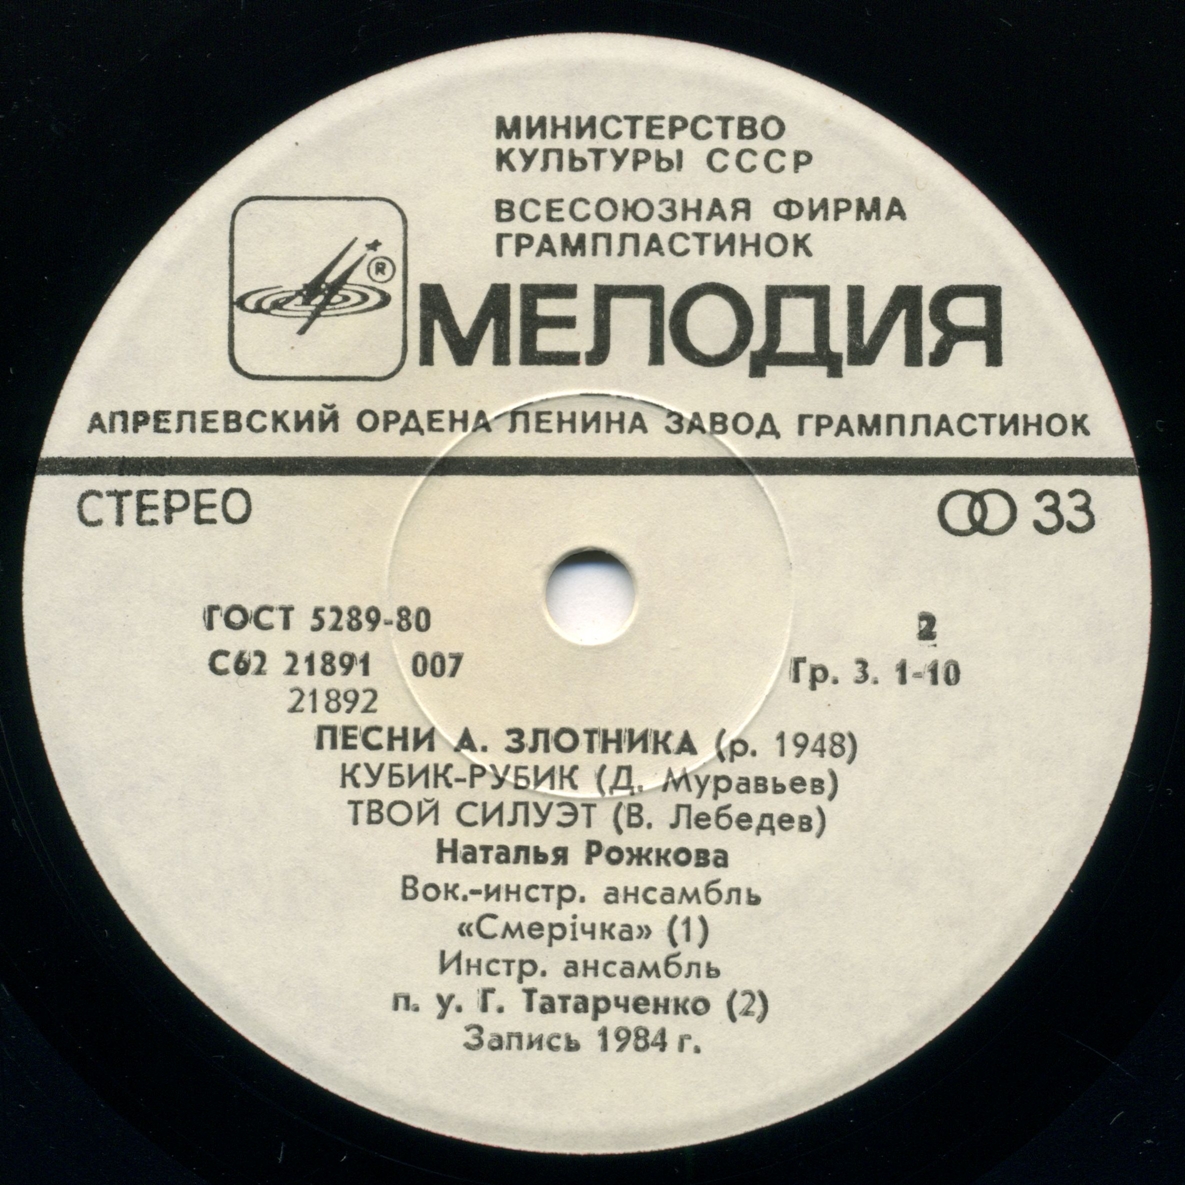 МИНИСТЕРСТВО
КУЛЬТУРЫ СССР
ВСЕСОЮЗНАЯ ФИРМА
ГРАМПЛАСТИНОК
®
МЕЛОДИЯ
АПРЕЛЕВСКИЙ ОРДЕНА ЛЕНИНА ЗАВОД ГРАМПЛАСТИНОК
СТЕРЕО 33
ГОСТ 5289-80 2
С62 21891 007 Гр. 3. 1-10
21892
ПЕСНИ А. ЗЛОТНИКА (р. 1948)
КУБИК-РУБИК (Д. Муравьев)
ТВОЙ СИЛУЭТ (В. Лебедев)
Наталья Рожкова
Вок.-инстр. ансамбль
«Смерiчка» (1)
Инстр. ансамбль
п. у. Г. Татарченко (2)
Запись 1984 г.